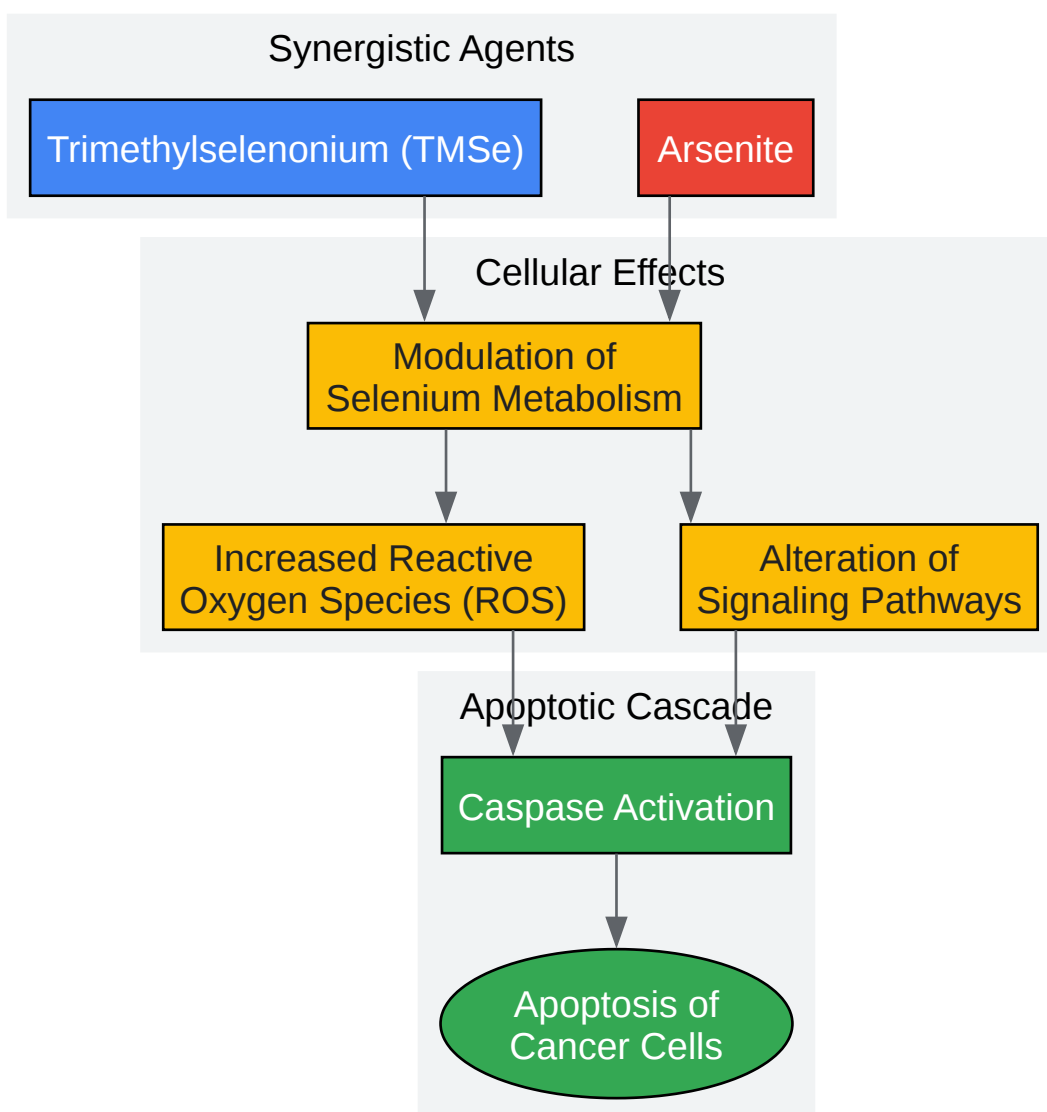 Synergistic Agents
Trimethylselenonium (TMSe)
Arsenite
Cellular Effects
Modulation of
Selenium Metabolism
Increased Reactive
Oxygen Species (ROS)
Alteration of
Signaling Pathways
Apoptotic Cascade
Caspase Activation
Apoptosis of
Cancer Cells